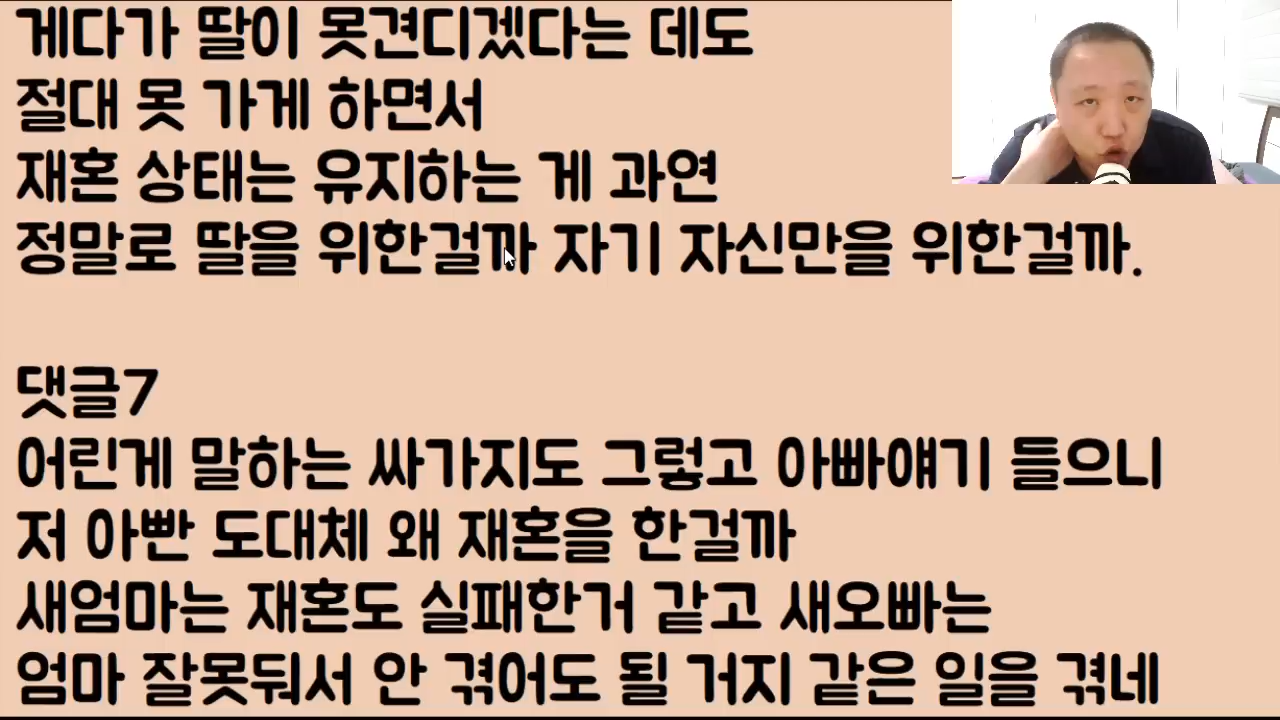 게다가 딸이 못견디겠다는 데도
절대 못 가게 하면서
재혼 상태는 유지하는 게 과연
정말로 딸을 위한걸까 자기 자신만을 위한걸까.
댓글7
어린게 말하는 싸가지도 그렇고 아빠얘기 들으니
저 아빤 도대체 왜 재혼을 한걸까
새엄마는 재혼도 실패한거 같고 새오빠는
엄마 잘못둬서 안 겪어도 될 거지 같은 일을 겪네